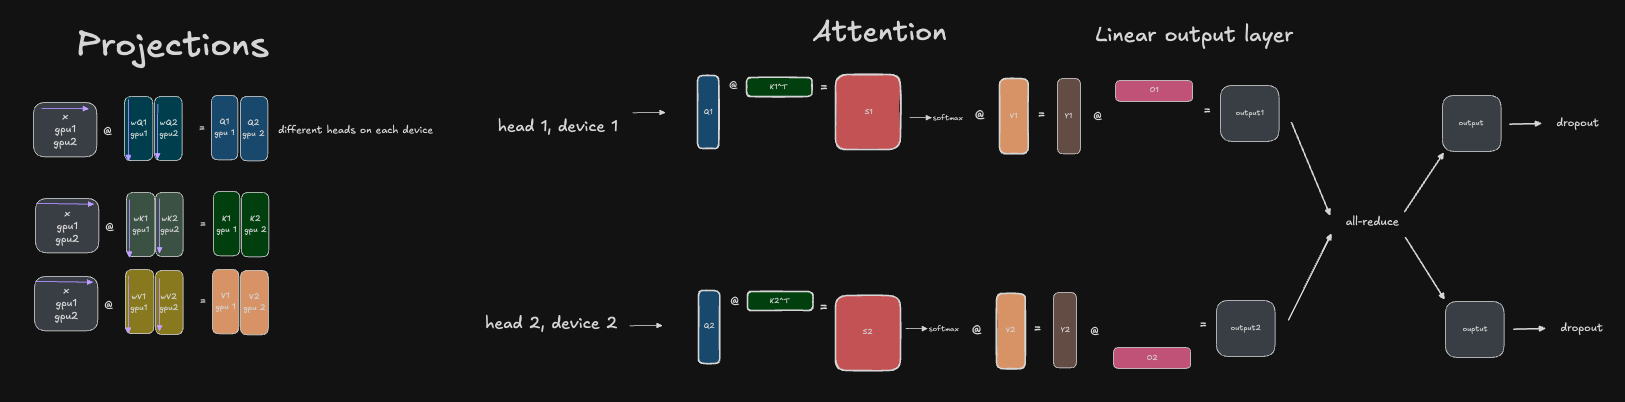 Projections
x
gpu1
gpu2
@
wQ1
gpu1
wQ2
gpu2
=
Q1
gpu 1
Q2
gpu 2
different heads on each device
x
gpu1
gpu2
@
wK1
gpu1
wK2
gpu2
=
K1
gpu 1
K2
gpu 2
x
gpu1
gpu2
@
wV1
gpu1
wV2
gpu2
=
V1
gpu 1
V2
gpu 2
Attention
Linear output layer
head 1, device 1
Q1
@
K1^T
=
S1
softmax
@
V1
=
Y1
@
O1
=
output1
head 2, device 2
Q2
@
K2^T
=
S2
softmax
@
V2
=
Y2
@
O2
=
output2
all-reduce
output
dropout
ouptut
dropout